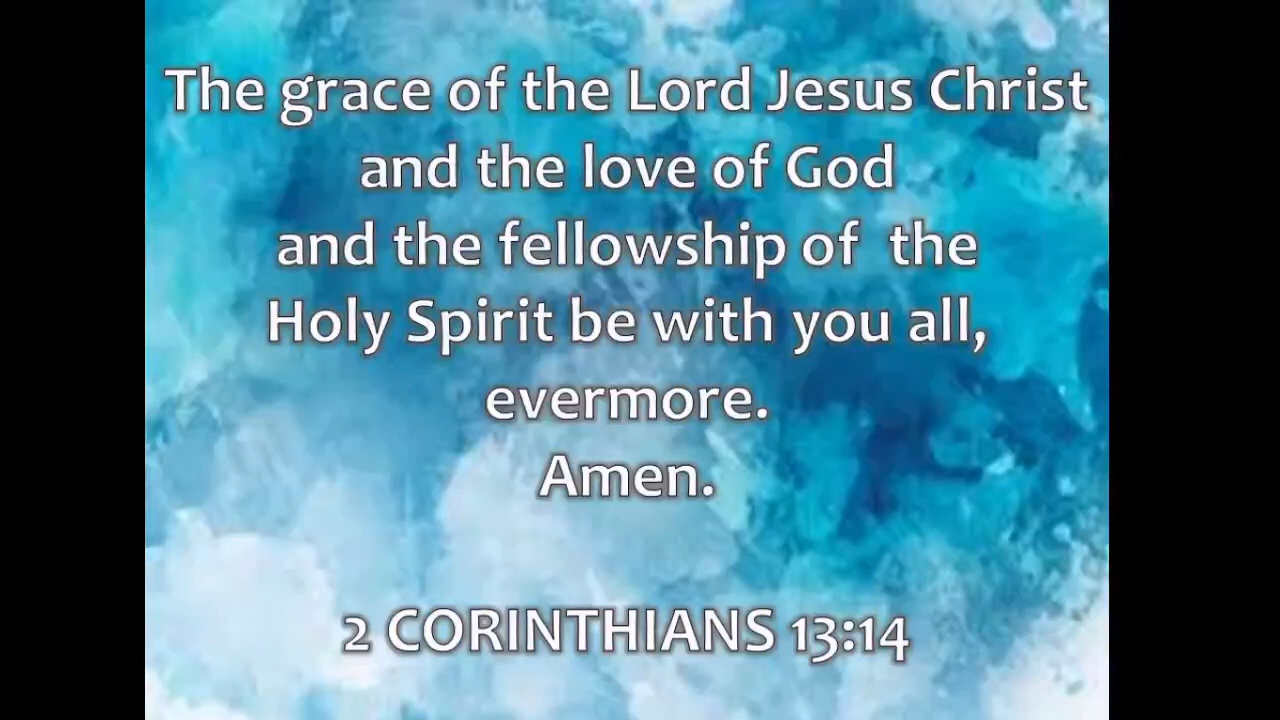 The grace of the Lord Jesus Christ
and the love of God
and the fellowship of the
Holy Spirit be with you all,
evermore.
Amen.
2 CORINTHIANS 13:14